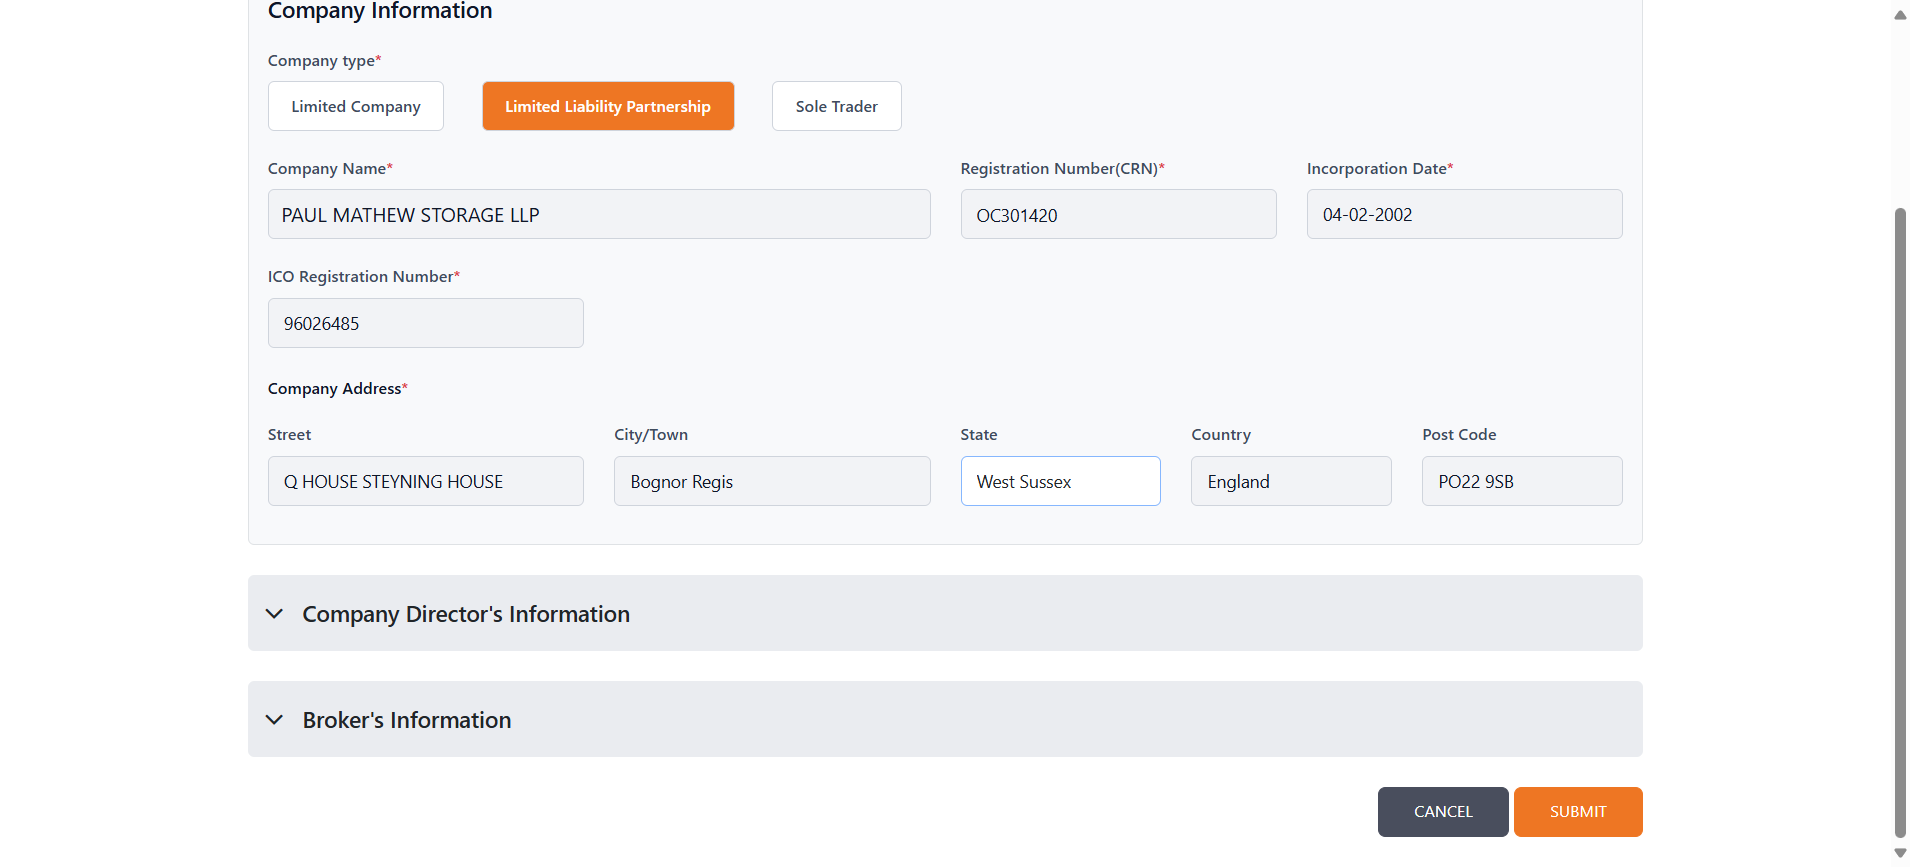 Company Information
Company type*
Limited Company
Limited Liability Partnership
Sole Trader
Company Name*
Registration Number(CRN)*
Incorporation Date*
PAUL MATHEW STORAGE LLP
OC301420
04-02-2002
ICO Registration Number*
96026485
Company Address*
Street
City/Town
State
Country
Post Code
Q HOUSE STEYNING HOUSE
Bognor Regis
West Sussex
England
PO22 9SB
Company Director's Information
Broker's Information
CANCEL
SUBMIT